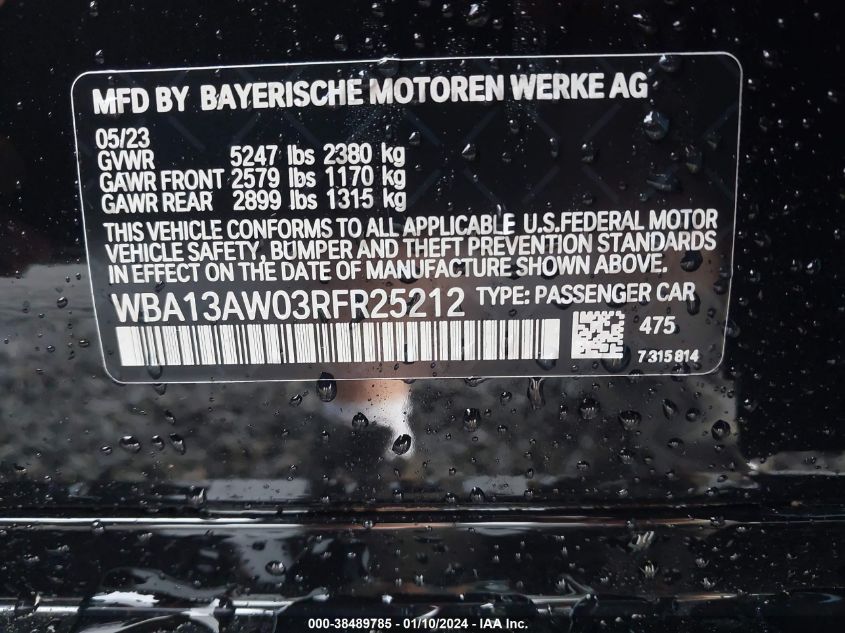 MFD BY BAYERISCHE MOTOREN WERKE AG
05/23
GVWR 5247 lbs 2380 kg
GAWR FRONT 2579 lbs 1170 kg
GAWR REAR 2899 lbs 1315 kg
THIS VEHICLE CONFORMS TO ALL APPLICABLE U.S.FEDERAL MOTOR
VEHICLE SAFETY, BUMPER AND THEFT PREVENTION STANDARDS
IN EFFECT ON THE DATE OF MANUFACTURE SHOWN ABOVE.
WBA13AW03RFR25212 TYPE: PASSENGER CAR
475
7315814
000-38489785 - 01/10/2024 - IAA Inc.